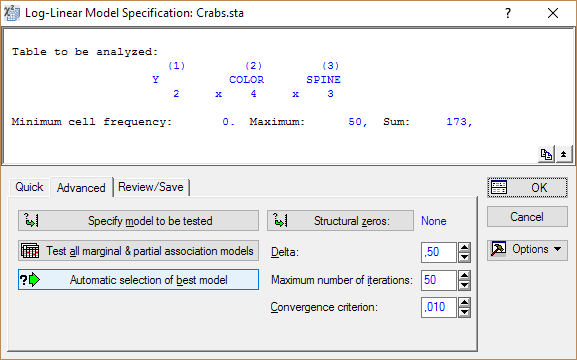 Log-Linear Model Specification: Crabs.sta
Table to be analyzed:
(1) (2) (3)
Y COLOR SPINE
2 x 4 x 3
Minimum cell frequency: 0. Maximum: 50, Sum: 173,
Quick Advanced Review/Save
OK
Cancel
Options
Specify model to be tested
Structural zeros: None
Test all marginal & partial association models
Delta: ,50
Automatic selection of best model
Maximum number of iterations: 50
Convergence criterion: ,010